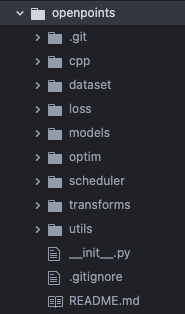 openpoints
.git
cpp
dataset
loss
models
optim
scheduler
transforms
utils
__init__.py
.gitignore
README.md